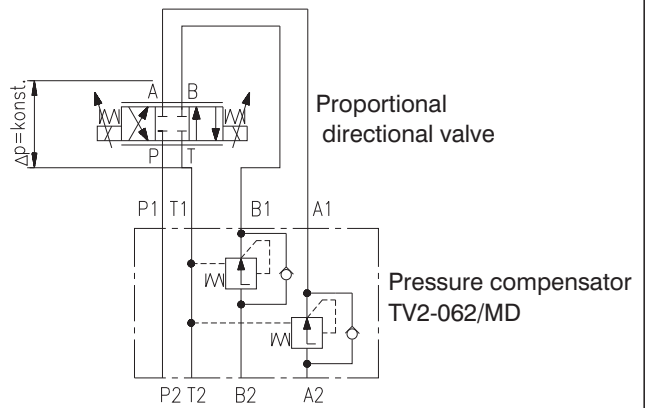 A B
Δp=konst.
P T
Proportional
directional valve
P1 T1 B1 A1
Pressure compensator
TV2-062/MD
P2 T2 B2 A2